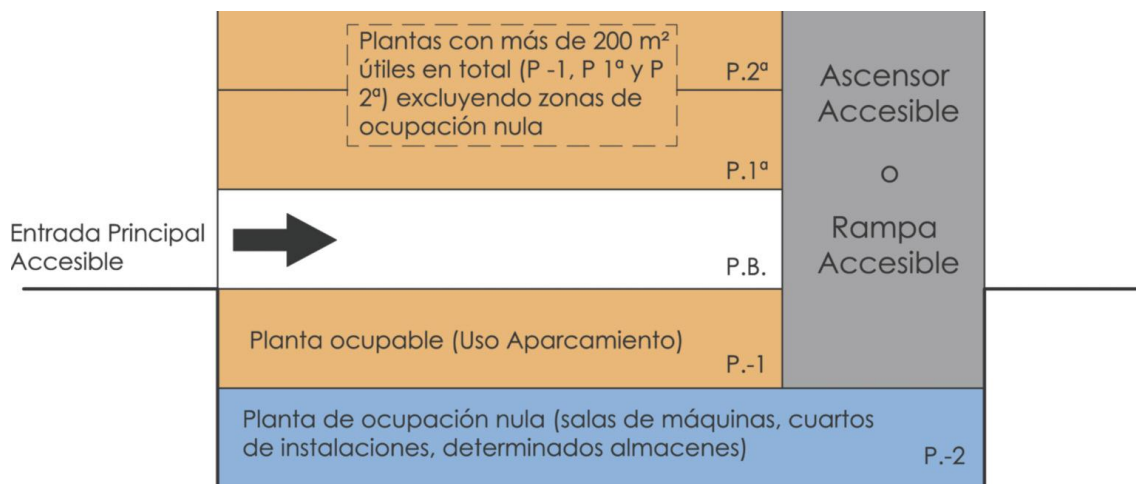 Plantas con más de 200 m²
útiles en total (P -1, P 1ª y P
2ª) excluyendo zonas de
ocupación nula
P.2ª
P.1ª
Ascensor
Accesible
o
Rampa
Accesible
Entrada Principal
Accesible
P.B.
Planta ocupable (Uso Aparcamiento)
P.-1
Planta de ocupación nula (salas de máquinas, cuartos
de instalaciones, determinados almacenes)
P.-2